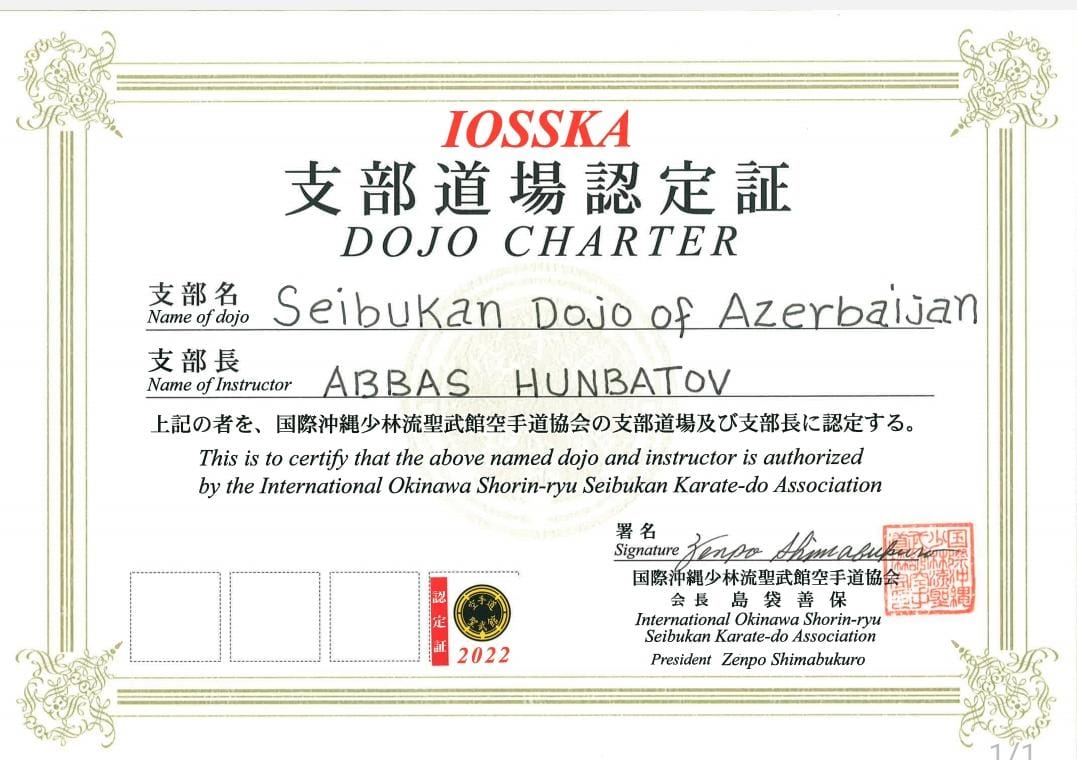 IOSSKA
支部道場認定証
DOJO CHARTER
支部名
Name of dojo
Seibukan Dojo of Azerbaijan
支部長
Name of Instructor
ABBAS HUNBATOV
上記の者を、国際沖縄少林流聖武館空手道協会の支部道場及び支部長に認定する。
This is to certify that the above named dojo and instructor is authorized
by the International Okinawa Shorin-ryu Seibukan Karate-do Association
署名
Signature
Zenpo Shimabukuro
国際沖縄少林流聖武館空手道協会
会長 島袋善保
International Okinawa Shorin-ryu
Seibukan Karate-do Association
President Zenpo Shimabukuro
認定証
空手道
聖武館
2022
1/1